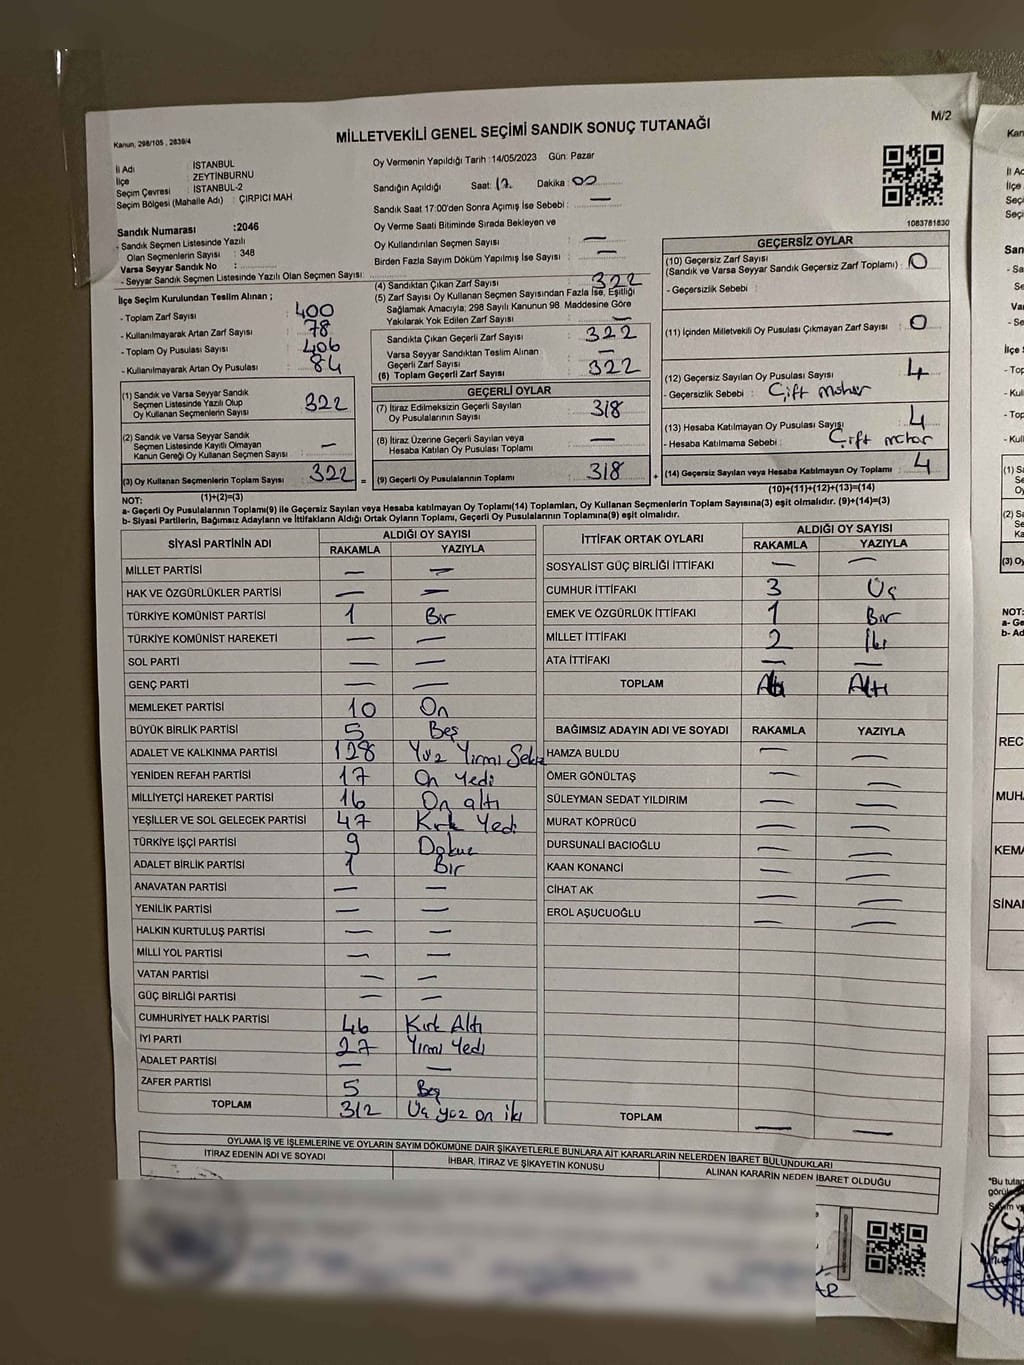 M/2
Kanun, 298/105 , 2839/4
MİLLETVEKİLİ GENEL SEÇİMİ SANDIK SONUÇ TUTANAĞI
İl Adı : İSTANBUL
İlçe : ZEYTİNBURNU
Seçim Çevresi : İSTANBUL-2
Seçim Bölgesi (Mahalle Adı) : ÇIRPICI MAH
Sandık Numarası :2046
- Sandık Seçmen Listesinde Yazılı
Olan Seçmenlerin Sayısı : 348
Varsa Seyyar Sandık No :
- Seyyar Sandık Seçmen Listesinde Yazılı Olan Seçmen Sayısı :
İlçe Seçim Kurulundan Teslim Alınan ;
- Toplam Zarf Sayısı : 400
- Kullanılmayarak Artan Zarf Sayısı : 78
- Toplam Oy Pusulası Sayısı : 406
- Kullanılmayarak Artan Oy Pusulası : 84
(1) Sandık ve Varsa Seyyar Sandık
Seçmen Listesinde Yazılı Olup
Oy Kullanan Seçmenlerin Sayısı : 322
(2) Sandık ve Varsa Seyyar Sandık
Seçmen Listesinde Kayıtlı Olmayan
Kanun Gereği Oy Kullanan Seçmen Sayısı : —
(3) Oy Kullanan Seçmenlerin Toplam Sayısı : 322
(1)+(2)=(3)
Oy Vermenin Yapıldığı Tarih :14/05/2023 Gün: Pazar
Sandığın Açıldığı Saat: 17 Dakika : 00
Sandık Saat 17:00'den Sonra Açımış İse Sebebi : —
Oy Verme Saati Bitiminde Sırada Bekleyen ve
Oy Kullandırılan Seçmen Sayısı : —
Birden Fazla Sayım Döküm Yapılmış İse Sayısı : —
(4) Sandıktan Çıkan Zarf Sayısı : 322
(5) Zarf Sayısı Oy Kullanan Seçmen Sayısından Fazla İse, Eşitliği
Sağlamak Amacıyla, 298 Sayılı Kanunun 98. Maddesine Göre
Yakılarak Yok Edilen Zarf Sayısı : —
Sandıkta Çıkan Geçerli Zarf Sayısı : 322
Varsa Seyyar Sandıktan Teslim Alınan
Geçerli Zarf Sayısı : —
(6) Toplam Geçerli Zarf Sayısı : 322
GEÇERLİ OYLAR
(7) İtiraz Edilmeksizin Geçerli Sayılan
Oy Pusulalarının Sayısı : 318
(8) İtiraz Üzerine Geçerli Sayılan veya
Hesaba Katılan Oy Pusulası Toplamı : —
= (9) Geçerli Oy Pusulalarının Toplamı : 318 +
1083781830
GEÇERSİZ OYLAR
(10) Geçersiz Zarf Sayısı
(Sandık ve Varsa Seyyar Sandık Geçersiz Zarf Toplamı) : 0
- Geçersizlik Sebebi :
(11) İçinden Milletvekili Oy Pusulası Çıkmayan Zarf Sayısı : 0
(12) Geçersiz Sayılan Oy Pusulası Sayısı : 4
- Geçersizlik Sebebi : Çift mühür
(13) Hesaba Katılmayan Oy Pusulası Sayısı : 4
- Hesaba Katılmama Sebebi : Çift mühür
(14) Geçersiz Sayılan veya Hesaba Katılmayan Oy Toplamı : 4
(10)+(11)+(12)+(13)=(14)
NOT:
a- Geçerli Oy Pusulalarının Toplamı(9) ile Geçersiz Sayılan veya Hesaba Katılmayan Oy Toplamı(14) Toplamları, Oy Kullanan Seçmenlerin Toplam Sayısına(3) eşit olmalıdır. (9)+(14)=(3)
b- Siyasi Partilerin, Bağımsız Adayların ve İttifakların Aldığı Ortak Oyların Toplamı, Geçerli Oy Pusulalarının Toplamına(9) eşit olmalıdır.
SİYASİ PARTİNİN ADI ALDIĞI OY SAYISI
RAKAMLA YAZIYLA
MİLLET PARTİSİ — —
HAK VE ÖZGÜRLÜKLER PARTİSİ — —
TÜRKİYE KOMÜNİST PARTİSİ 1 Bir
TÜRKİYE KOMÜNİST HAREKETİ — —
SOL PARTİ — —
GENÇ PARTİ — —
MEMLEKET PARTİSİ 10 On
BÜYÜK BİRLİK PARTİSİ 5 Beş
ADALET VE KALKINMA PARTİSİ 128 Yüz Yirmi Sekiz
YENİDEN REFAH PARTİSİ 17 On Yedi
MİLLİYETÇİ HAREKET PARTİSİ 16 On altı
YEŞİLLER VE SOL GELECEK PARTİSİ 47 Kırk Yedi
TÜRKİYE İŞÇİ PARTİSİ 9 Dokuz
ADALET BİRLİK PARTİSİ 1 Bir
ANAVATAN PARTİSİ — —
YENİLİK PARTİSİ — —
HALKIN KURTULUŞ PARTİSİ — —
MİLLİ YOL PARTİSİ — —
VATAN PARTİSİ — —
GÜÇ BİRLİĞİ PARTİSİ — —
CUMHURİYET HALK PARTİSİ 46 Kırk Altı
İYİ PARTİ 27 Yirmi Yedi
ADALET PARTİSİ — —
ZAFER PARTİSİ 5 Beş
TOPLAM 312 Üç yüz on iki
İTTİFAK ORTAK OYLARI ALDIĞI OY SAYISI
RAKAMLA YAZIYLA
SOSYALİST GÜÇ BİRLİĞİ İTTİFAKI — —
CUMHUR İTTİFAKI 3 Üç
EMEK VE ÖZGÜRLÜK İTTİFAKI 1 Bir
MİLLET İTTİFAKI 2 İki
ATA İTTİFAKI — —
TOPLAM Altı
BAĞIMSIZ ADAYIN ADI VE SOYADI RAKAMLA YAZIYLA
HAMZA BULDU — —
ÖMER GÖNÜLTAŞ — —
SÜLEYMAN SEDAT YILDIRIM — —
MURAT KÖPRÜCÜ — —
DURSUNALİ BACIOĞLU — —
KAAN KONANCİ — —
CİHAT AK — —
EROL AŞUCUOĞLU — —
TOPLAM — —
OYLAMA İŞ VE İŞLEMLERİNE VE OYLARIN SAYIM DÖKÜMÜNE DAİR ŞİKAYETLERLE BUNLARA AİT KARARLARIN NELERDEN İBARET BULUNDUKLARI
İTİRAZ EDENİN ADI VE SOYADI İHBAR, İTİRAZ VE ŞİKAYETİN KONUSU ALINAN KARARIN NEDEN İBARET OLDUĞU
NOT:
REC
MUH
KEMA
SİNAN